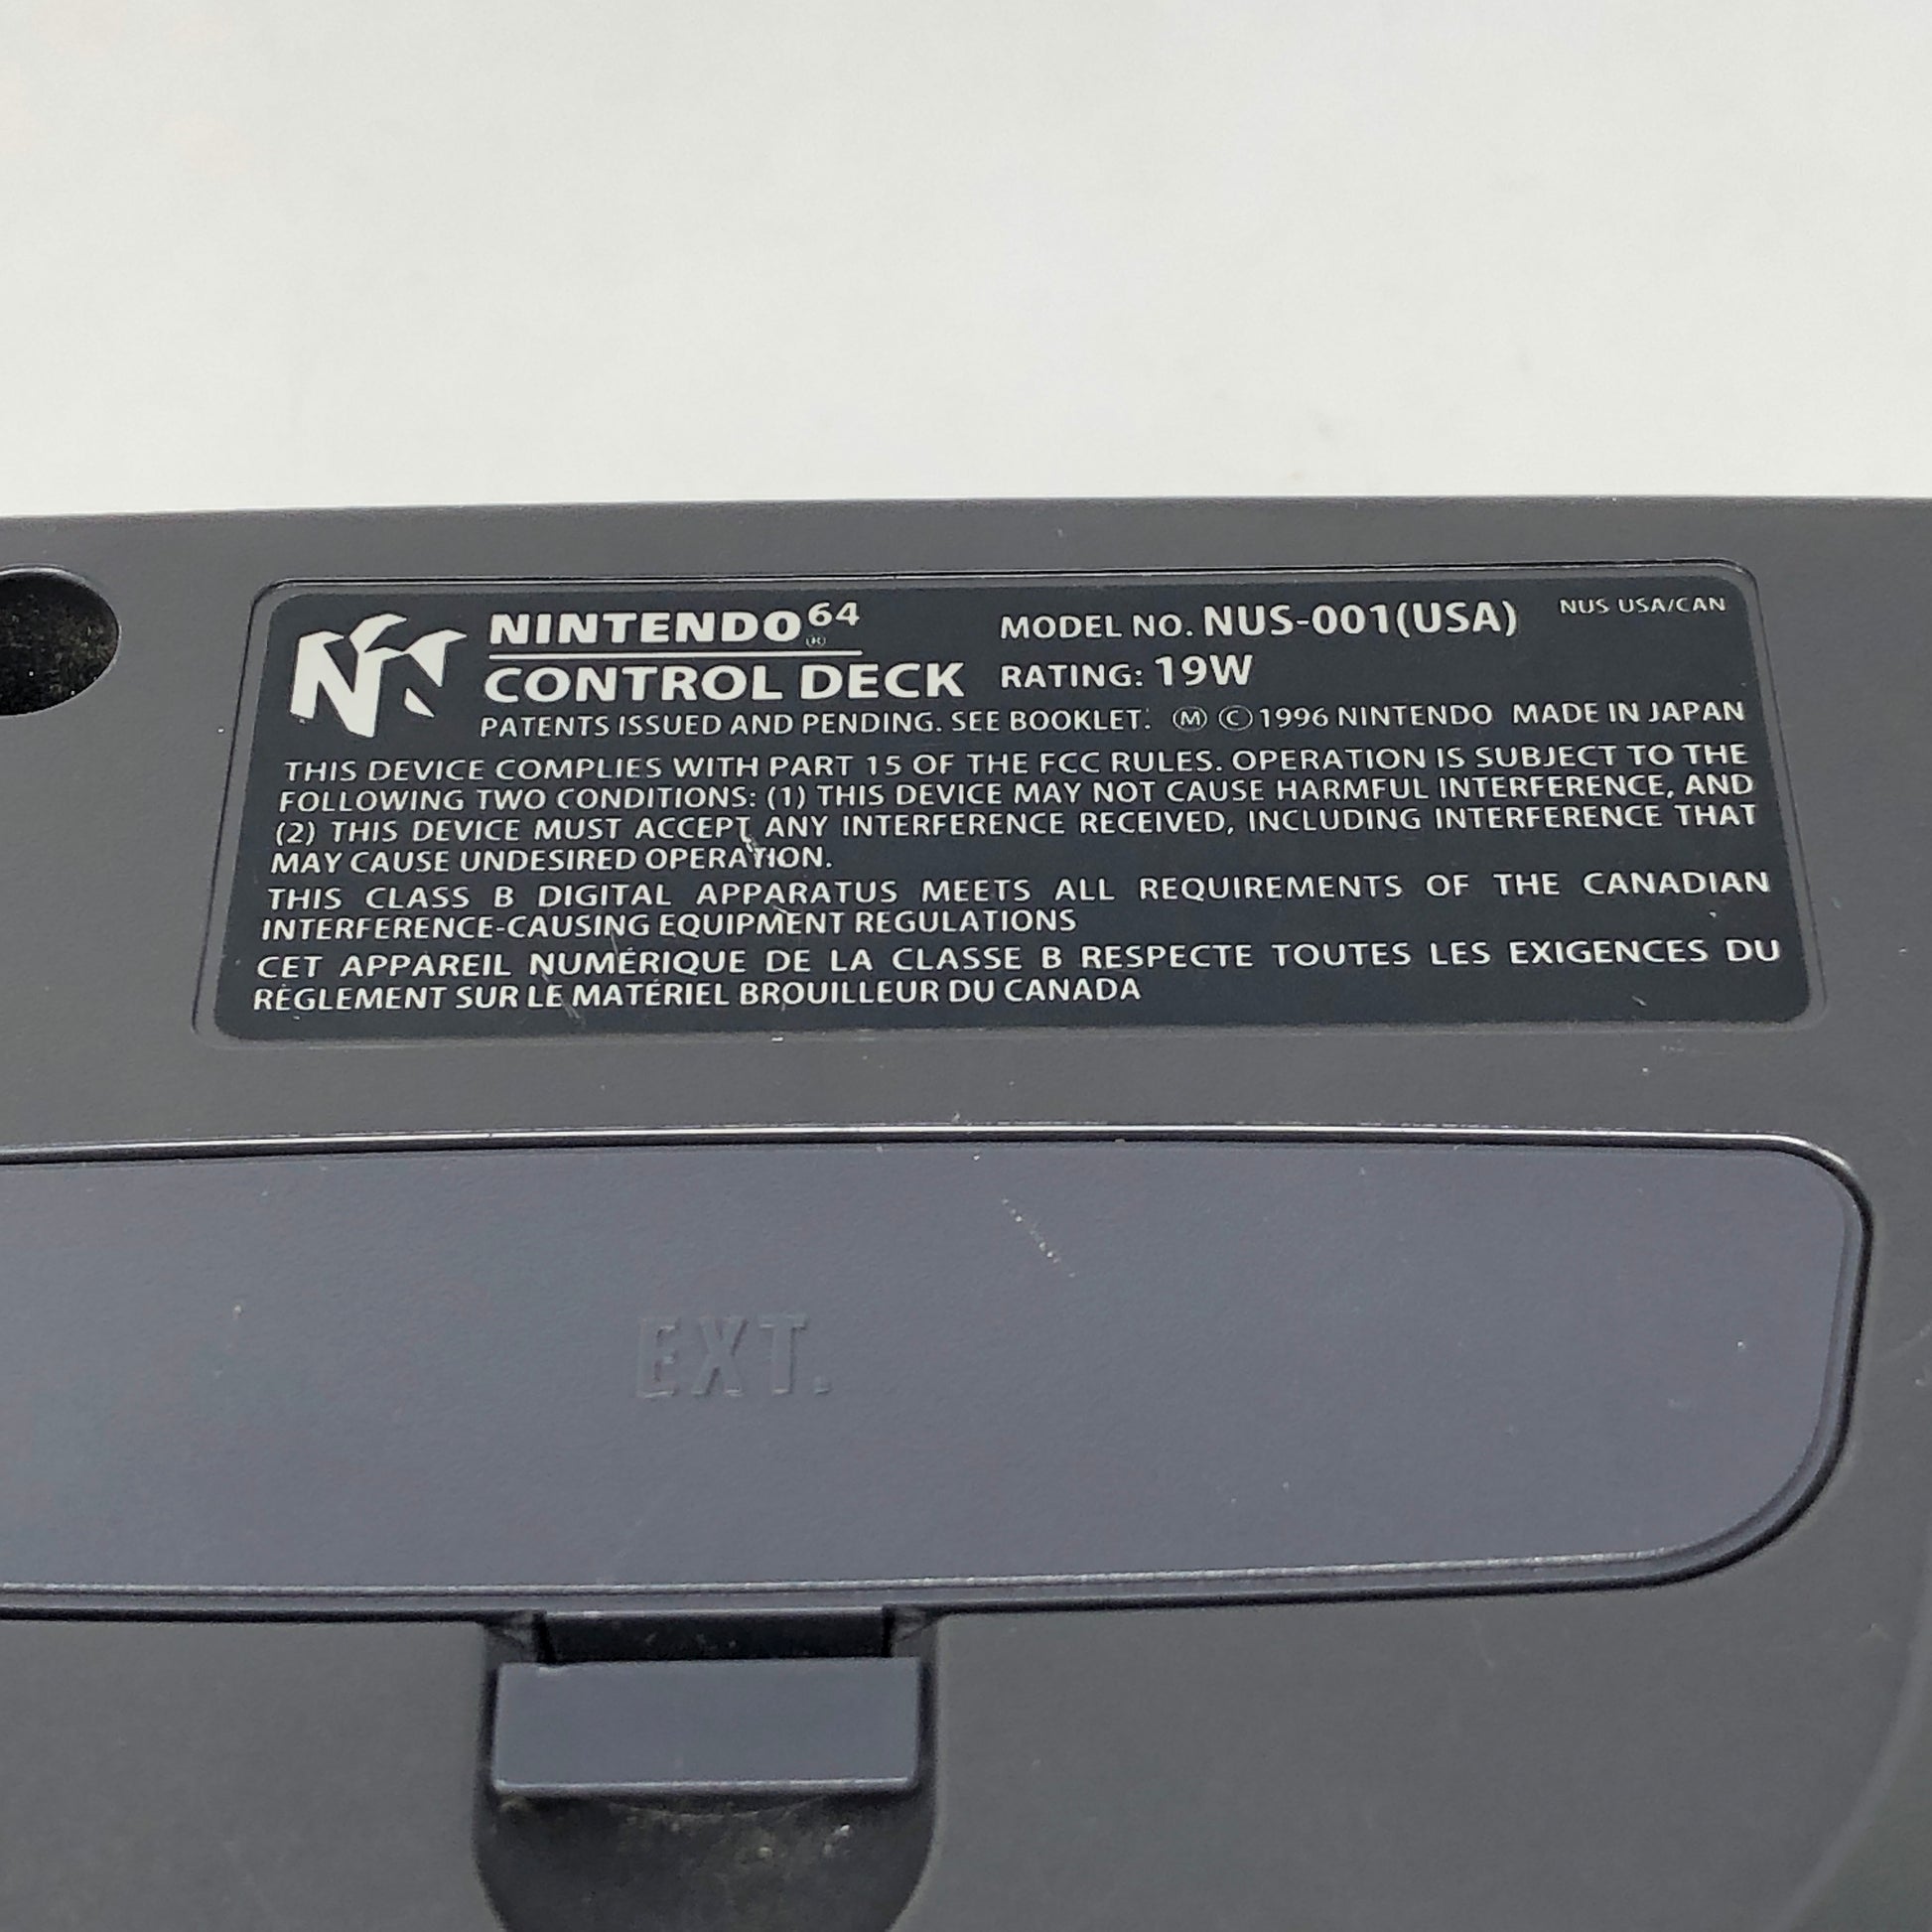 NINTENDO64® MODEL NO. NUS-001(USA) NUS USA/CAN
CONTROL DECK RATING: 19W
PATENTS ISSUED AND PENDING. SEE BOOKLET. Ⓜ ©1996 NINTENDO MADE IN JAPAN
THIS DEVICE COMPLIES WITH PART 15 OF THE FCC RULES. OPERATION IS SUBJECT TO THE
FOLLOWING TWO CONDITIONS: (1) THIS DEVICE MAY NOT CAUSE HARMFUL INTERFERENCE, AND
(2) THIS DEVICE MUST ACCEPT ANY INTERFERENCE RECEIVED, INCLUDING INTERFERENCE THAT
MAY CAUSE UNDESIRED OPERATION.
THIS CLASS B DIGITAL APPARATUS MEETS ALL REQUIREMENTS OF THE CANADIAN
INTERFERENCE-CAUSING EQUIPMENT REGULATIONS
CET APPAREIL NUMÉRIQUE DE LA CLASSE B RESPECTE TOUTES LES EXIGENCES DU
RÈGLEMENT SUR LE MATÉRIEL BROUILLEUR DU CANADA
EXT.